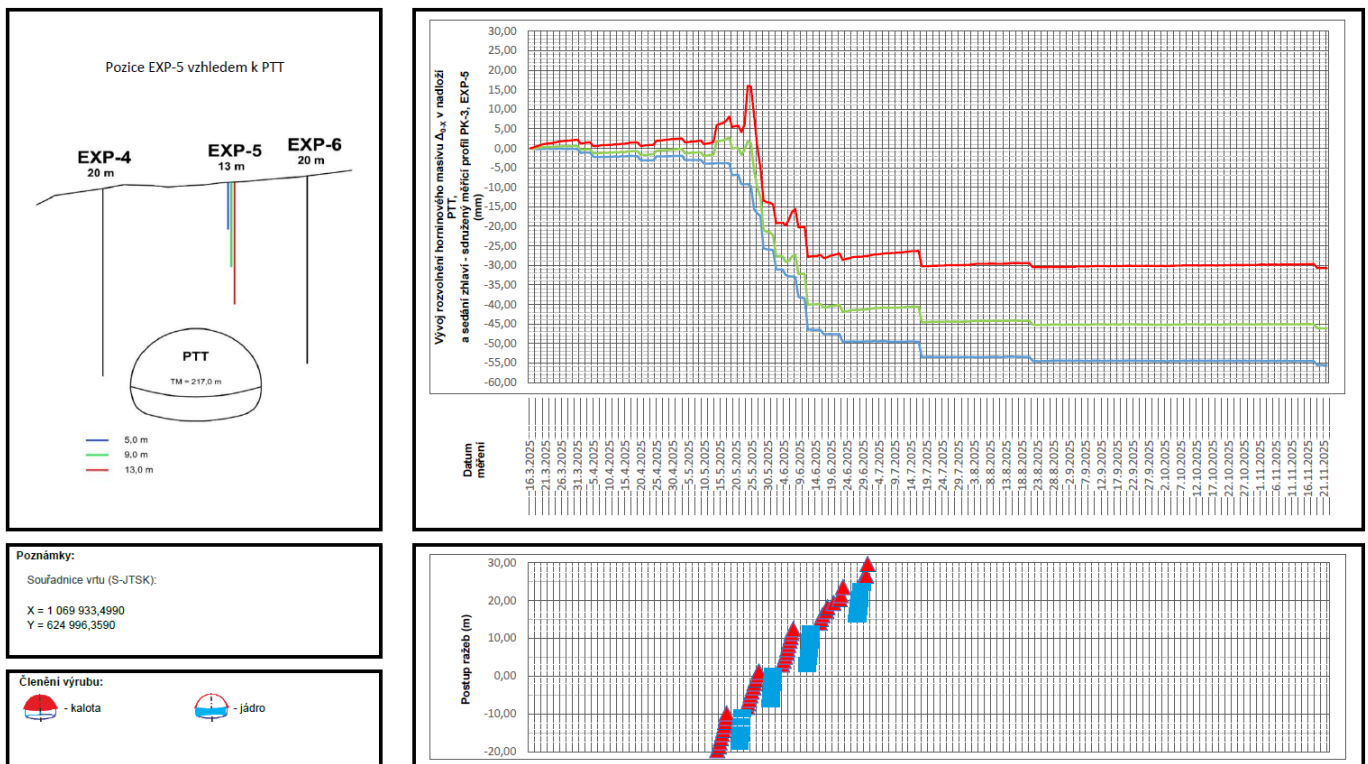 Pozice EXP-5 vzhledem k PTT
EXP-4
20 m
EXP-5
13 m
EXP-6
20 m
PTT
TM = 217,0 m
5,0 m
9,0 m
13,0 m
Vývoj rozvolnění horninového masivu Δ0-X v nadloží
PTT,
a sedání zhlaví - sdružený měřící profil PK-3, EXP-5
(mm)
30,00
25,00
20,00
15,00
10,00
5,00
0,00
-5,00
-10,00
-15,00
-20,00
-25,00
-30,00
-35,00
-40,00
-45,00
-50,00
-55,00
-60,00
Datum
měření
16.3.2025
21.3.2025
26.3.2025
31.3.2025
5.4.2025
10.4.2025
15.4.2025
20.4.2025
25.4.2025
30.4.2025
5.5.2025
10.5.2025
15.5.2025
20.5.2025
25.5.2025
30.5.2025
4.6.2025
9.6.2025
14.6.2025
19.6.2025
24.6.2025
29.6.2025
4.7.2025
9.7.2025
14.7.2025
19.7.2025
24.7.2025
29.7.2025
3.8.2025
8.8.2025
13.8.2025
18.8.2025
23.8.2025
28.8.2025
2.9.2025
7.9.2025
12.9.2025
17.9.2025
22.9.2025
27.9.2025
2.10.2025
7.10.2025
12.10.2025
17.10.2025
22.10.2025
27.10.2025
1.11.2025
6.11.2025
11.11.2025
16.11.2025
21.11.2025
Poznámky:
Souřadnice vrtu (S-JTSK):
X = 1 069 933,4990
Y = 624 996,3590
Členění výrubu:
- kalota
- jádro
Postup ražeb (m)
30,00
20,00
10,00
0,00
-10,00
-20,00